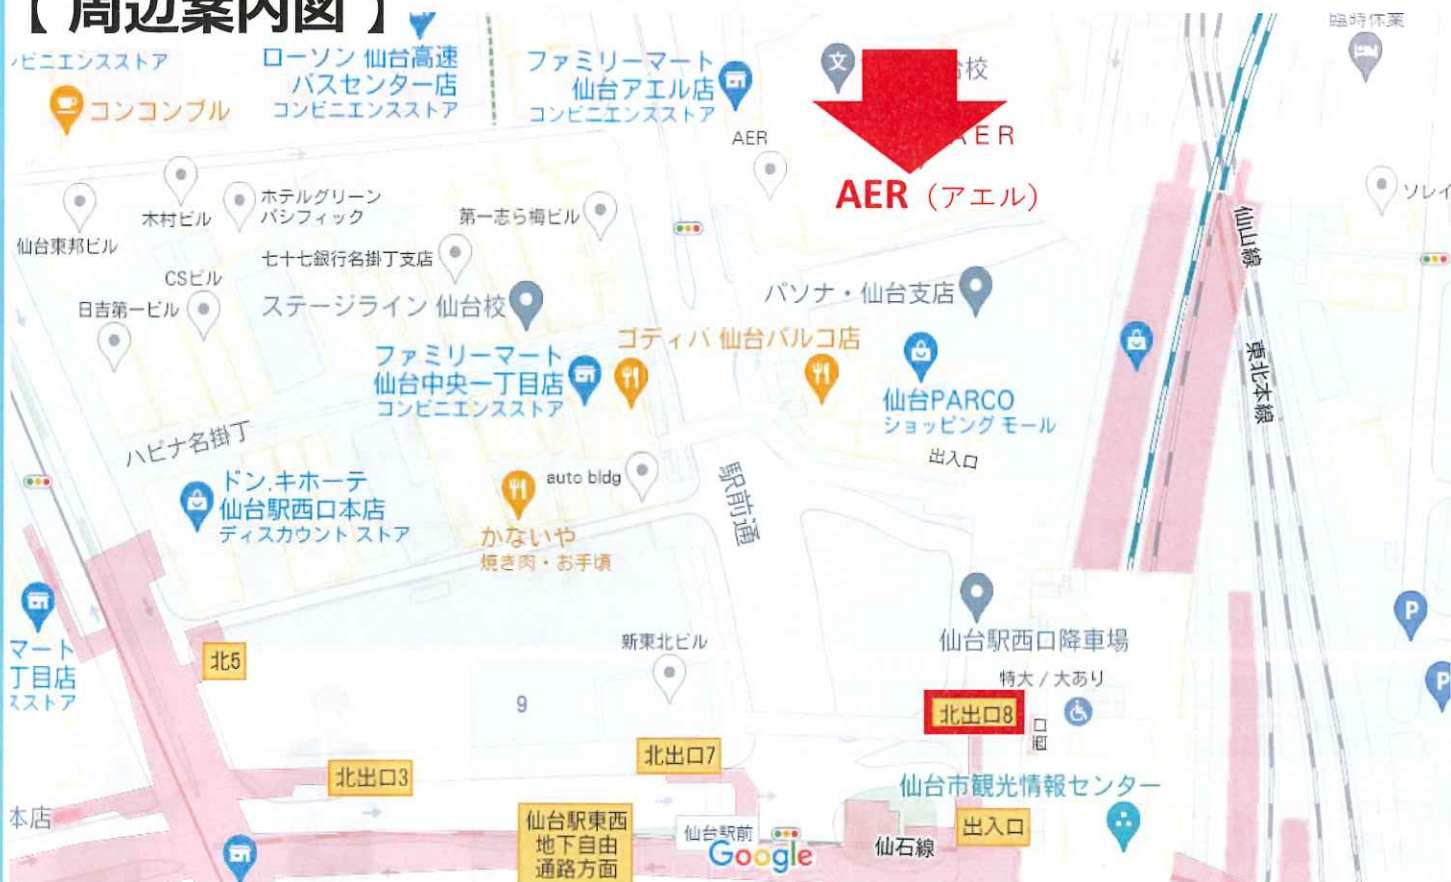 【 周辺案内図 】
臨時休業
ビニエンスストア
ローソン 仙台高速
バスセンター店
コンビニエンスストア
ファミリーマート
仙台アエル店
コンビニエンスストア
台校
コンコンブル
AER
AER
AER（アエル）
木村ビル
ホテルグリーン
パシフィック
第一志ら梅ビル
ソレイ
仙台東邦ビル
七十七銀行名掛丁支店
仙山線
CSビル
日吉第一ビル
ステージライン 仙台校
パソナ・仙台支店
ゴディバ 仙台パルコ店
ファミリーマート
仙台中央一丁目店
コンビニエンスストア
仙台PARCO
ショッピング モール
東北本線
出入口
ハピナ名掛丁
ドン.キホーテ
仙台駅西口本店
ディスカウント ストア
auto bldg
駅前通
かないや
焼き肉・お手頃
P
マート
丁目店
スストア
北5
新東北ビル
仙台駅西口降車場
特大 / 大あり
P
9
北出口8
北出口7
北出口3
仙台市観光情報センター
本店
仙台駅東西
地下自由
通路方面
仙台駅前
出入口
仙石線
Google